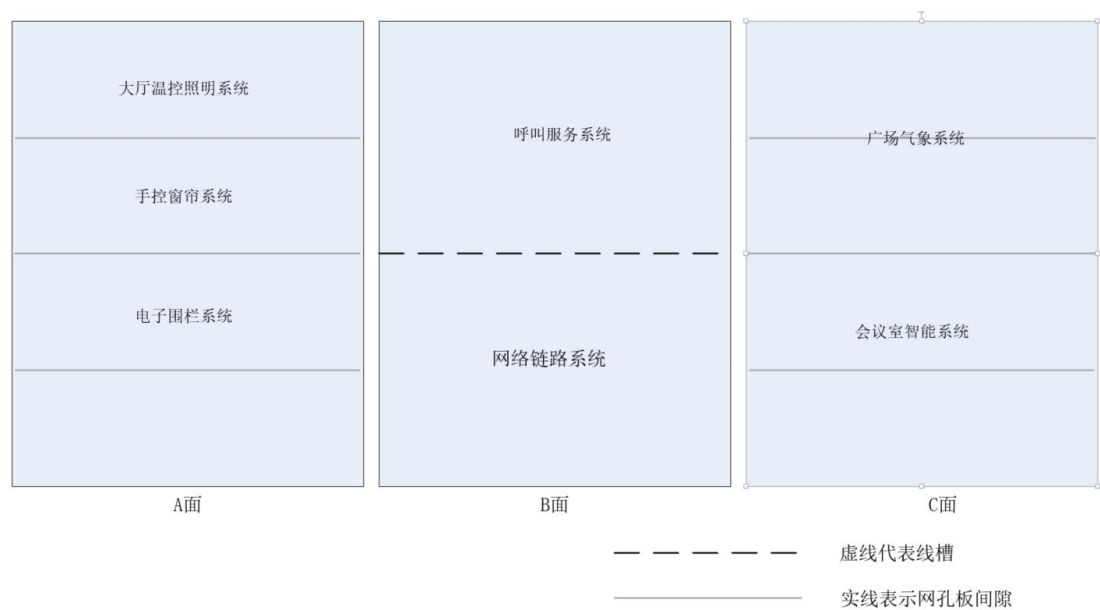 大厅温控照明系统
手控窗帘系统
电子围栏系统
A面
呼叫服务系统
网络链路系统
B面
广场气象系统
会议室智能系统
C面
虚线代表线槽
实线表示网孔板间隙